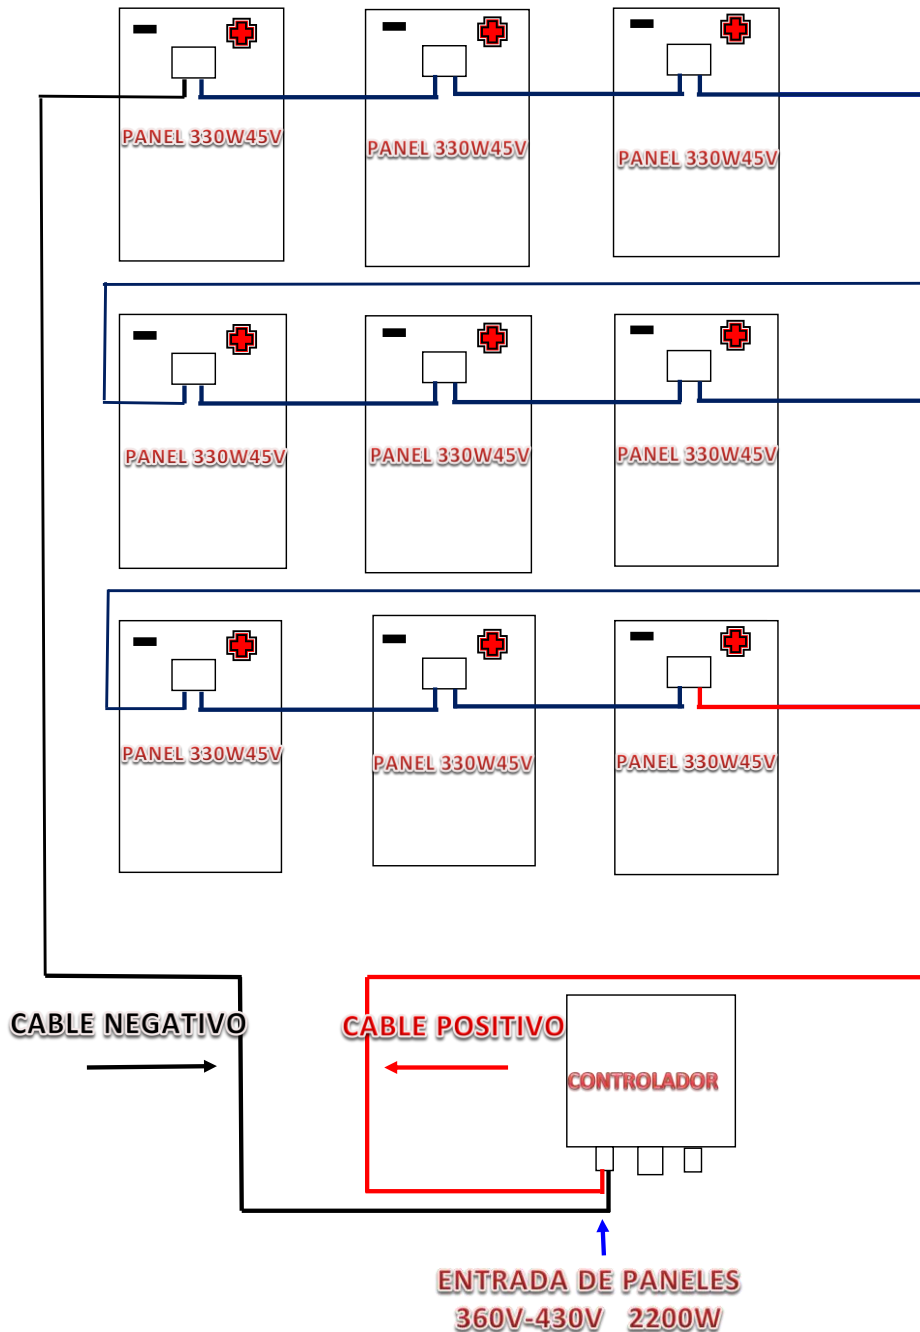 PANEL 330W45V
PANEL 330W45V
PANEL 330W45V
PANEL 330W45V
PANEL 330W45V
PANEL 330W45V
PANEL 330W45V
PANEL 330W45V
PANEL 330W45V
CABLE NEGATIVO
CABLE POSITIVO
CONTROLADOR
ENTRADA DE PANELES
360V-430V 2200W